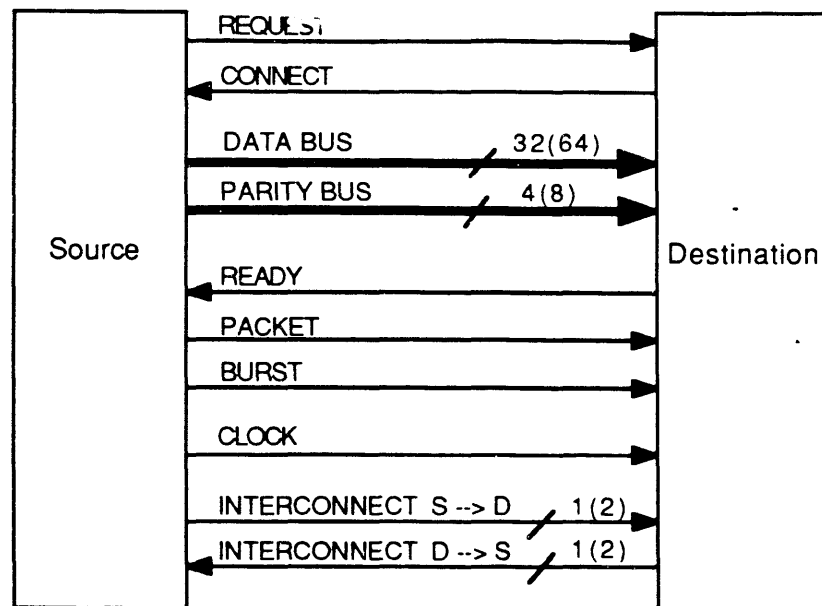 REQUEST
CONNECT
DATA BUS 32(64)
PARITY BUS 4(8)
Source
Destination
READY
PACKET
BURST
CLOCK
INTERCONNECT S --> D 1(2)
INTERCONNECT D --> S 1(2)